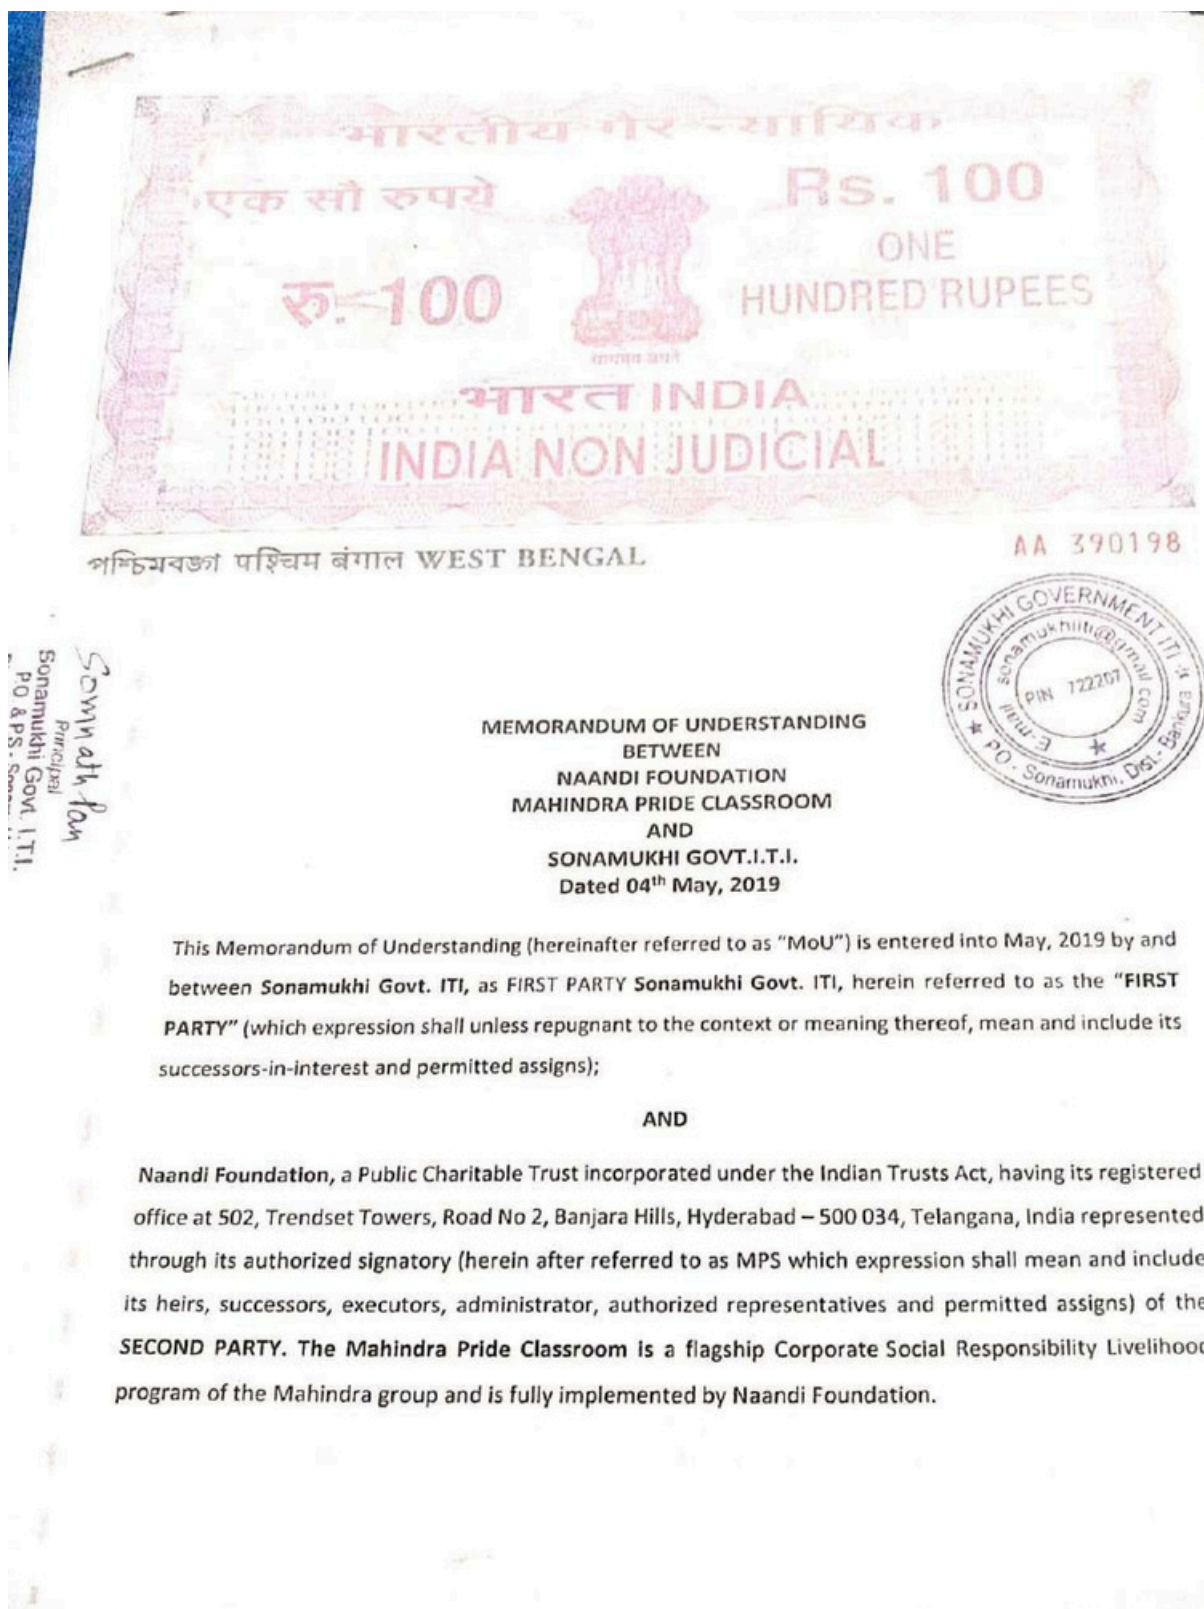 भारतीय गैर न्यायिक
एक सौ रुपये
Rs. 100
रु. 100
ONE
HUNDRED RUPEES
सत्यमेव जयते
भारत INDIA
INDIA NON JUDICIAL
পশ্চিমবঙ্গ पश्चिम बंगाल WEST BENGAL
AA 390198
★ SONAMUKHI GOVERNMENT ITI ★
PO - Sonamukhi, Dist.- Bankura
E-mail sonamukhiiti@gmail com
PIN 722207
Somnath Pan
Principal
Sonamukhi Govt. I.T.I.
P.O & P.S.-
MEMORANDUM OF UNDERSTANDING
BETWEEN
NAANDI FOUNDATION
MAHINDRA PRIDE CLASSROOM
AND
SONAMUKHI GOVT.I.T.I.
Dated 04th May, 2019
This Memorandum of Understanding (hereinafter referred to as “MoU”) is entered into May, 2019 by and
between Sonamukhi Govt. ITI, as FIRST PARTY Sonamukhi Govt. ITI, herein referred to as the “FIRST
PARTY” (which expression shall unless repugnant to the context or meaning thereof, mean and include its
successors-in-interest and permitted assigns);
AND
Naandi Foundation, a Public Charitable Trust incorporated under the Indian Trusts Act, having its registered
office at 502, Trendset Towers, Road No 2, Banjara Hills, Hyderabad – 500 034, Telangana, India represented
through its authorized signatory (herein after referred to as MPS which expression shall mean and include
its heirs, successors, executors, administrator, authorized representatives and permitted assigns) of the
SECOND PARTY. The Mahindra Pride Classroom is a flagship Corporate Social Responsibility Livelihood
program of the Mahindra group and is fully implemented by Naandi Foundation.